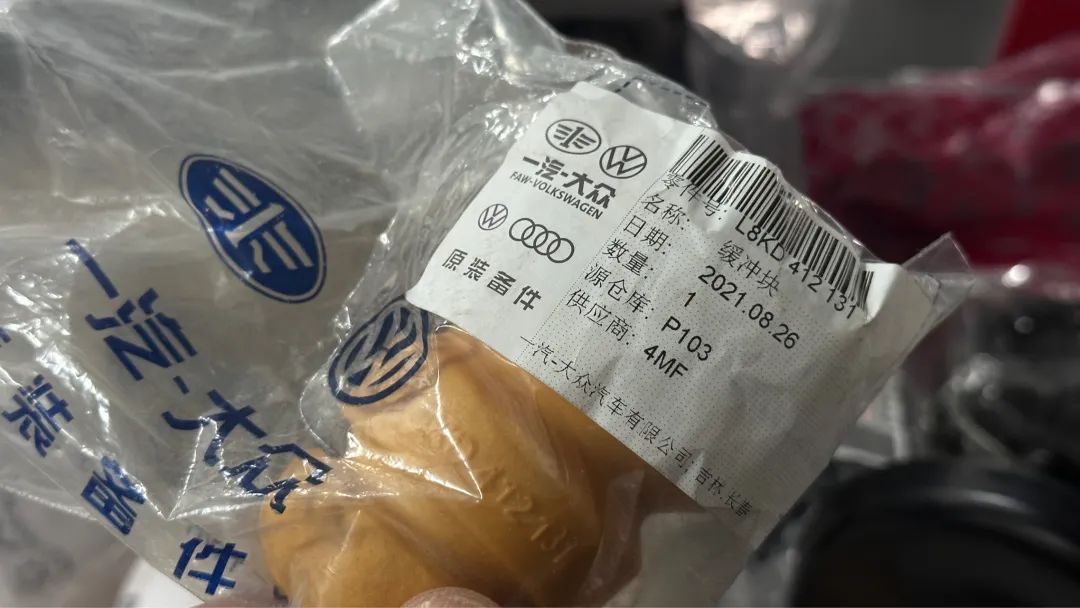 一汽-大众
FAW-VOLKSWAGEN
原装备件
零件号: L8KD 412 131
名称: 缓冲块
日期: 2021.08.26
数量: 1
源仓库: P103
供应商: 4MF
一汽-大众汽车有限公司 吉林.长春
一汽-大众
装备件
412 131